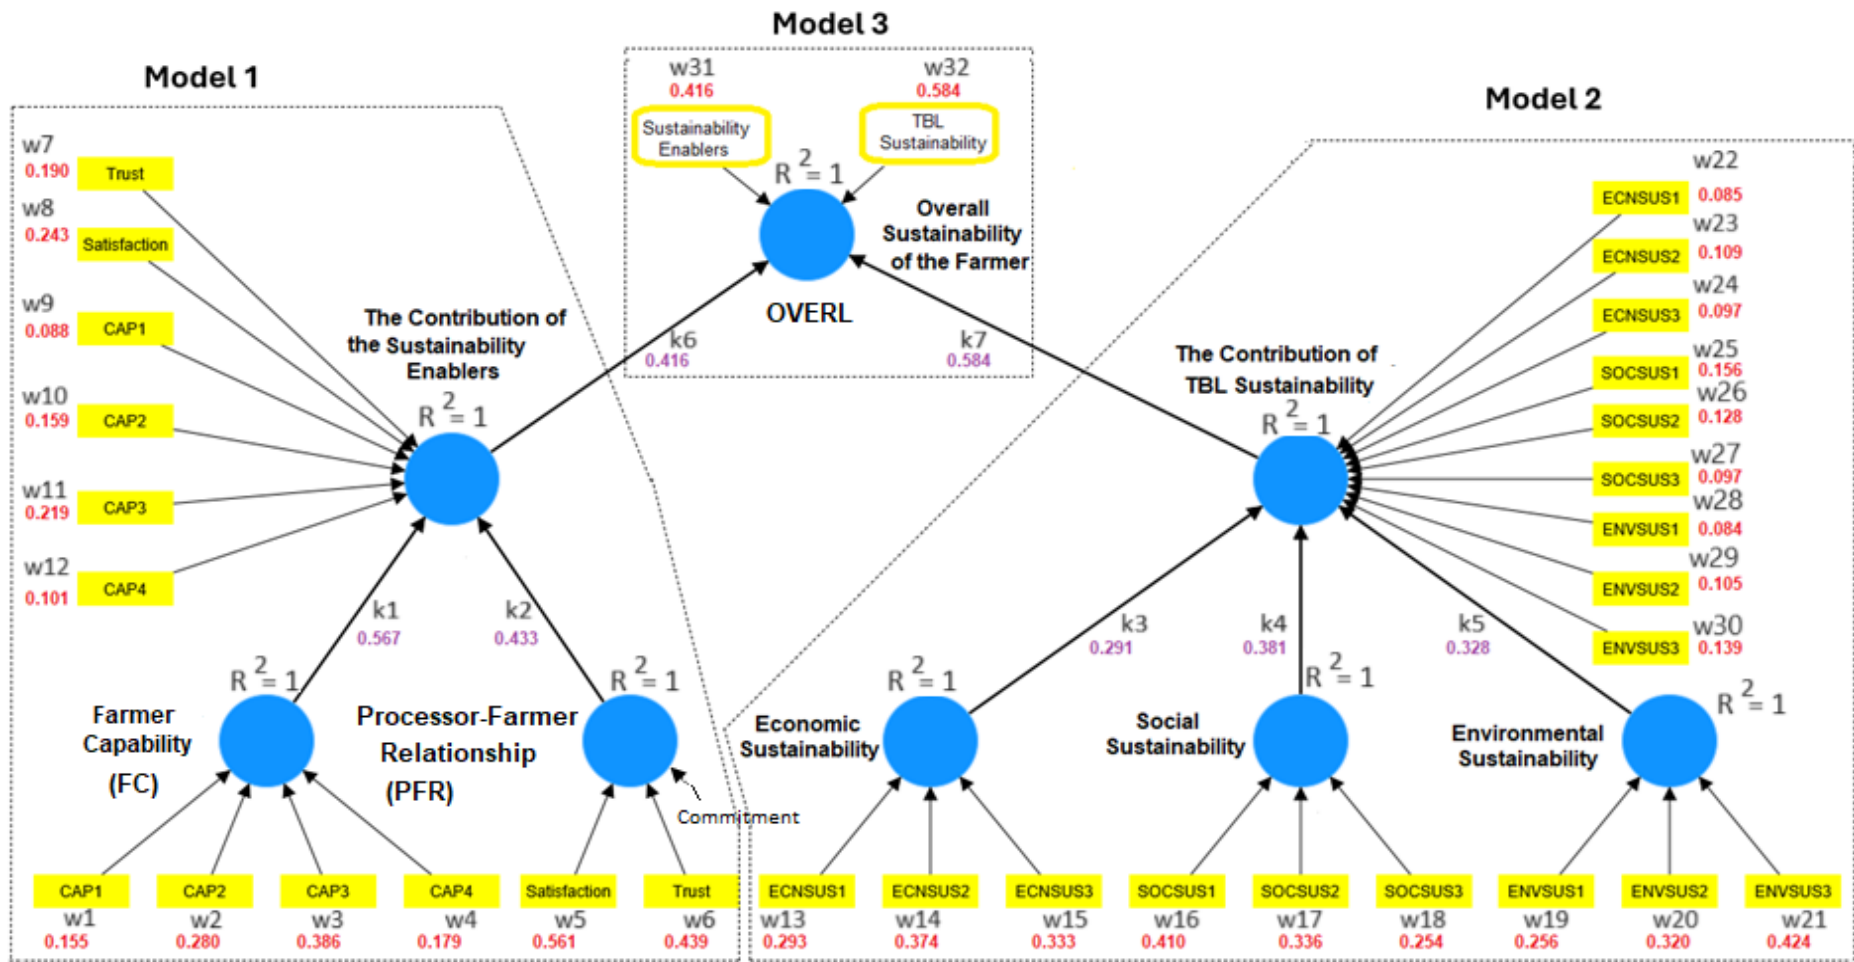 Model 3
Model 1
Model 2
w31
0.416
w32
0.584
Sustainability
Enablers
TBL
Sustainability
R 2 = 1
Overall
Sustainability
of the Farmer
OVERL
k6
0.416
k7
0.584
w7
0.190
Trust
w8
0.243
Satisfaction
w9
0.088
CAP1
w10
0.159
CAP2
w11
0.219
CAP3
w12
0.101
CAP4
The Contribution of
the Sustainability
Enablers
R 2 = 1
k1
0.567
k2
0.433
R 2 = 1
Farmer
Capability
(FC)
R 2 = 1
Processor-Farmer
Relationship
(PFR)
Commitment
CAP1
w1
0.155
CAP2
w2
0.280
CAP3
w3
0.386
CAP4
w4
0.179
Satisfaction
w5
0.561
Trust
w6
0.439
The Contribution of
TBL Sustainability
R 2 = 1
w22
ECNSUS1
0.085
w23
ECNSUS2
0.109
w24
ECNSUS3
0.097
w25
SOCSUS1
0.156
w26
SOCSUS2
0.128
w27
SOCSUS3
0.097
w28
ENVSUS1
0.084
w29
ENVSUS2
0.105
w30
ENVSUS3
0.139
k3
0.291
k4
0.381
k5
0.328
R 2 = 1
Economic
Sustainability
R 2 = 1
Social
Sustainability
R 2 = 1
Environmental
Sustainability
ECNSUS1
w13
0.293
ECNSUS2
w14
0.374
ECNSUS3
w15
0.333
SOCSUS1
w16
0.410
SOCSUS2
w17
0.336
SOCSUS3
w18
0.254
ENVSUS1
w19
0.256
ENVSUS2
w20
0.320
ENVSUS3
w21
0.424